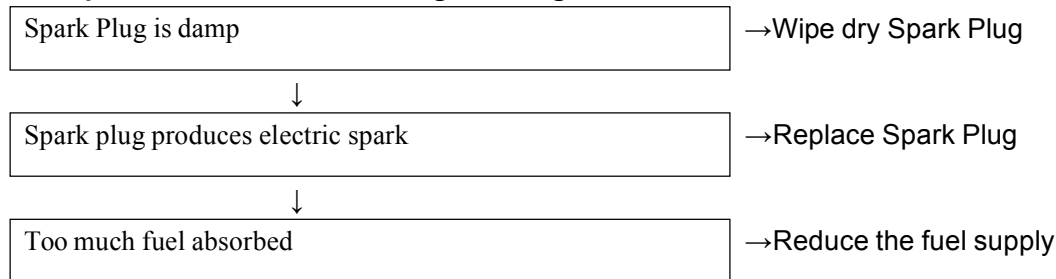 Spark Plug is damp →Wipe dry Spark Plug
↓
Spark plug produces electric spark →Replace Spark Plug
↓
Too much fuel absorbed →Reduce the fuel supply